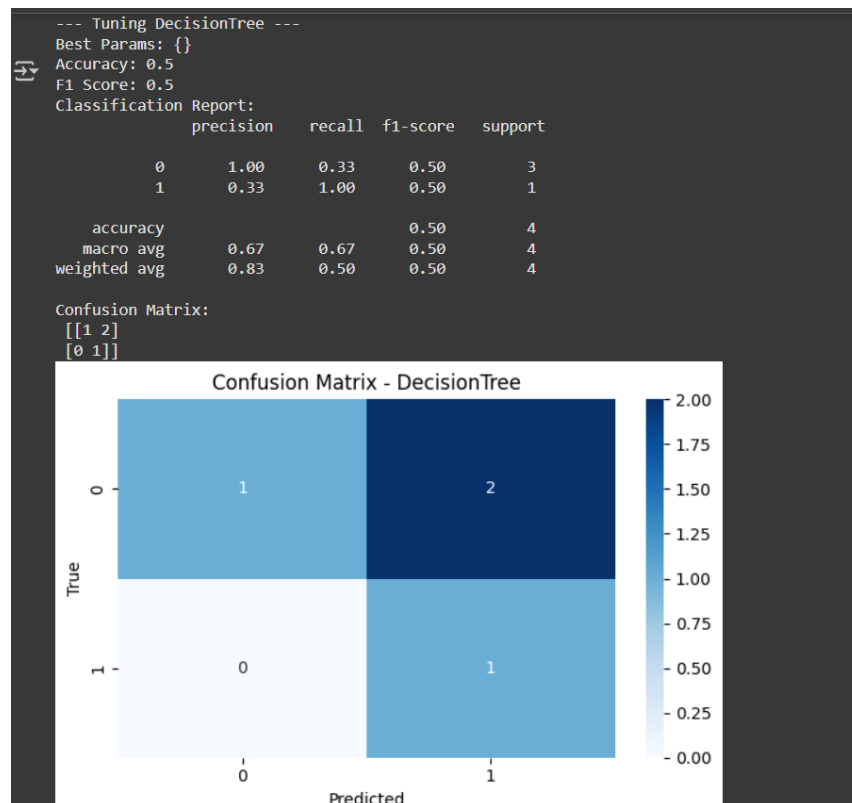 --- Tuning DecisionTree ---
Best Params: {}
Accuracy: 0.5
F1 Score: 0.5
Classification Report:
precision recall f1-score support
0 1.00 0.33 0.50 3
1 0.33 1.00 0.50 1
accuracy 0.50 4
macro avg 0.67 0.67 0.50 4
weighted avg 0.83 0.50 0.50 4
Confusion Matrix:
[[1 2]
[0 1]]
Confusion Matrix - DecisionTree
2.00
1.75
0 1 2 1.50
1.25
True 1.00
0.75
1 0 1 0.50
0.25
0.00
0 1
Predicted